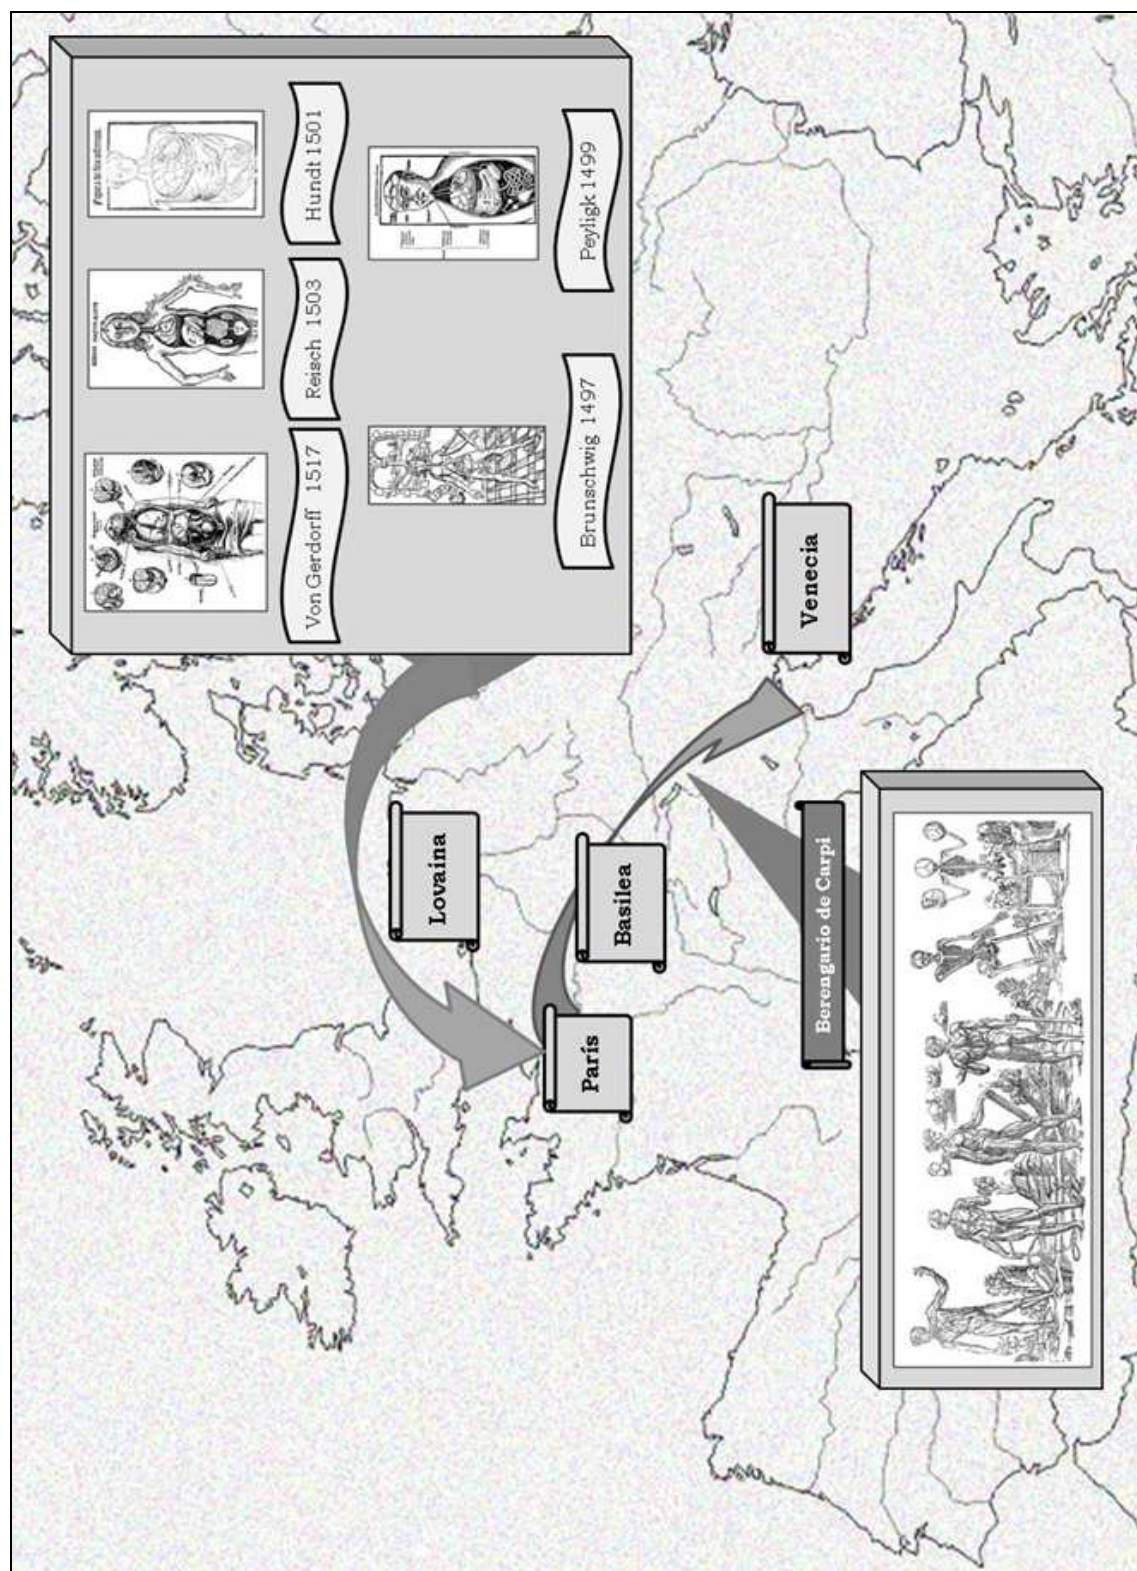 Von Gerdorff 1517
Reisch 1503
Hundt 1501
Brunschwig 1497
Peyligk 1499
Lovaina
París
Basilea
Venecia
Berengario de Carpi